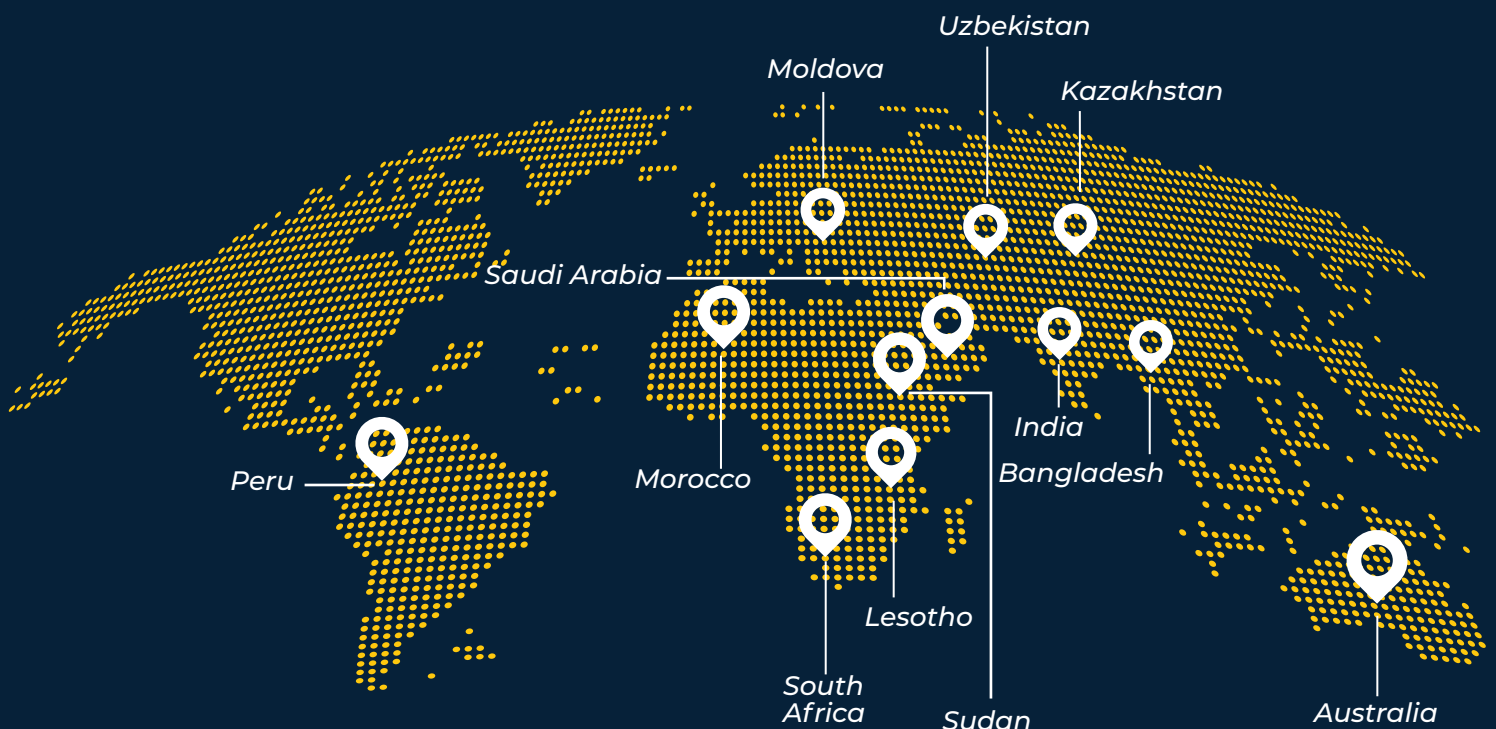 Uzbekistan
Moldova
Kazakhstan
Saudi Arabia
India
Peru
Morocco
Bangladesh
Lesotho
South
Africa
Sudan
Australia